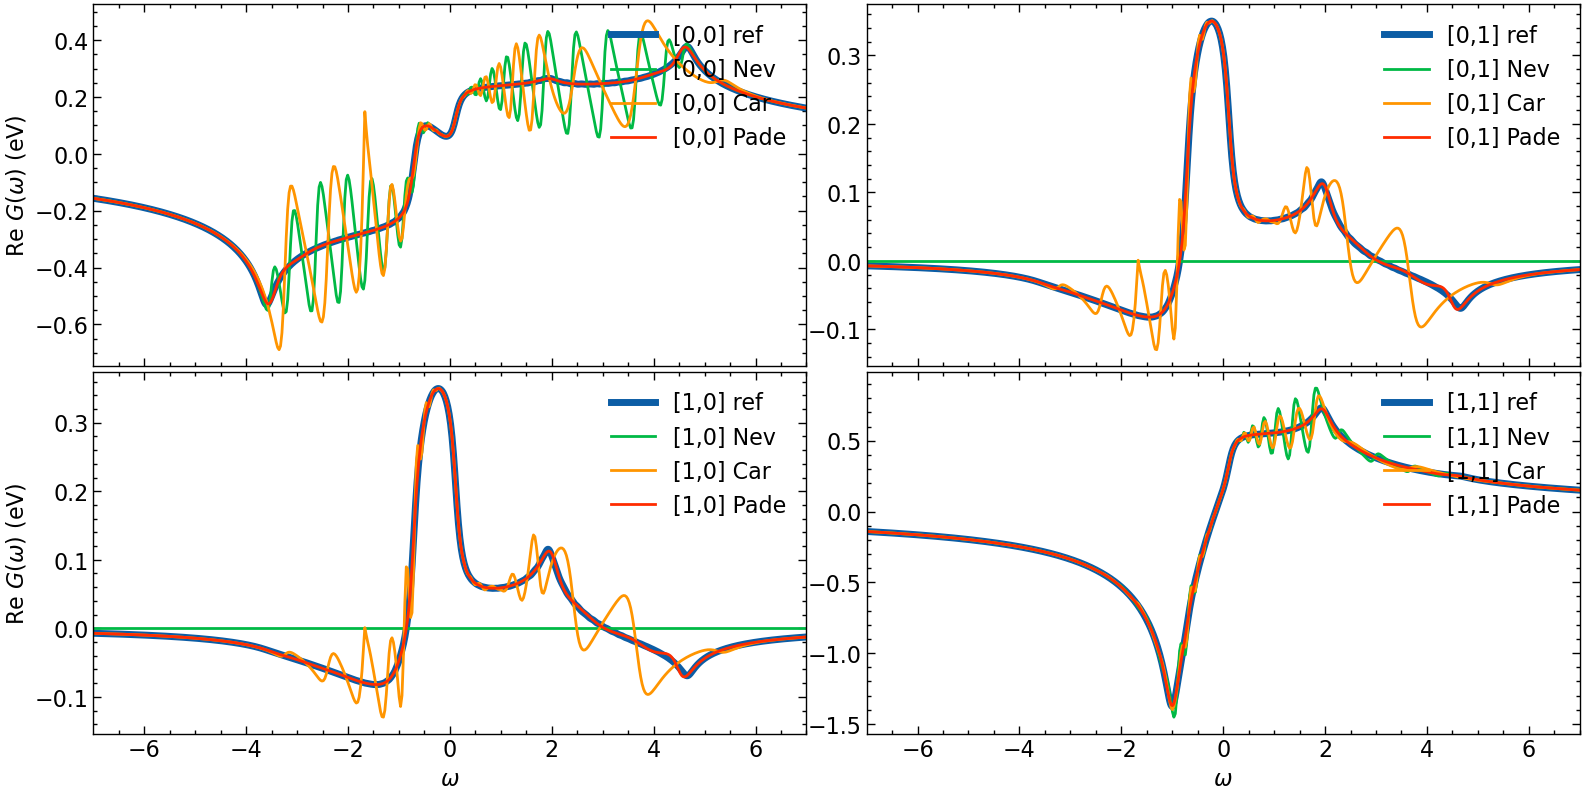 0.4
0.2
0.0
−0.2
−0.4
−0.6
Re G(ω) (eV)
[0,0] ref
[0,0] Nev
[0,0] Car
[0,0] Pade
0.3
0.2
0.1
0.0
−0.1
[0,1] ref
[0,1] Nev
[0,1] Car
[0,1] Pade
0.3
0.2
0.1
0.0
−0.1
Re G(ω) (eV)
[1,0] ref
[1,0] Nev
[1,0] Car
[1,0] Pade
−6 −4 −2 0 2 4 6
ω
0.5
0.0
−0.5
−1.0
−1.5
[1,1] ref
[1,1] Nev
[1,1] Car
[1,1] Pade
−6 −4 −2 0 2 4 6
ω